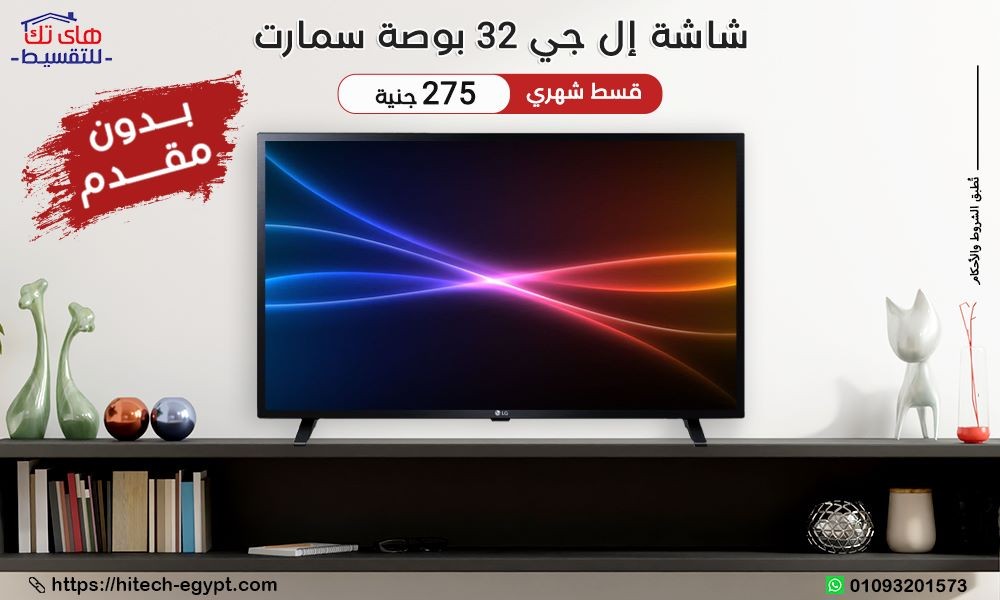 هاى تك
-للتقسيط-
شاشة إل جي 32 بوصة سمارت
قسط شهري 275 جنية
بدون
مقدم
تُطبق الشروط والأحكام
LG
https://hitech-egypt.com
01093201573